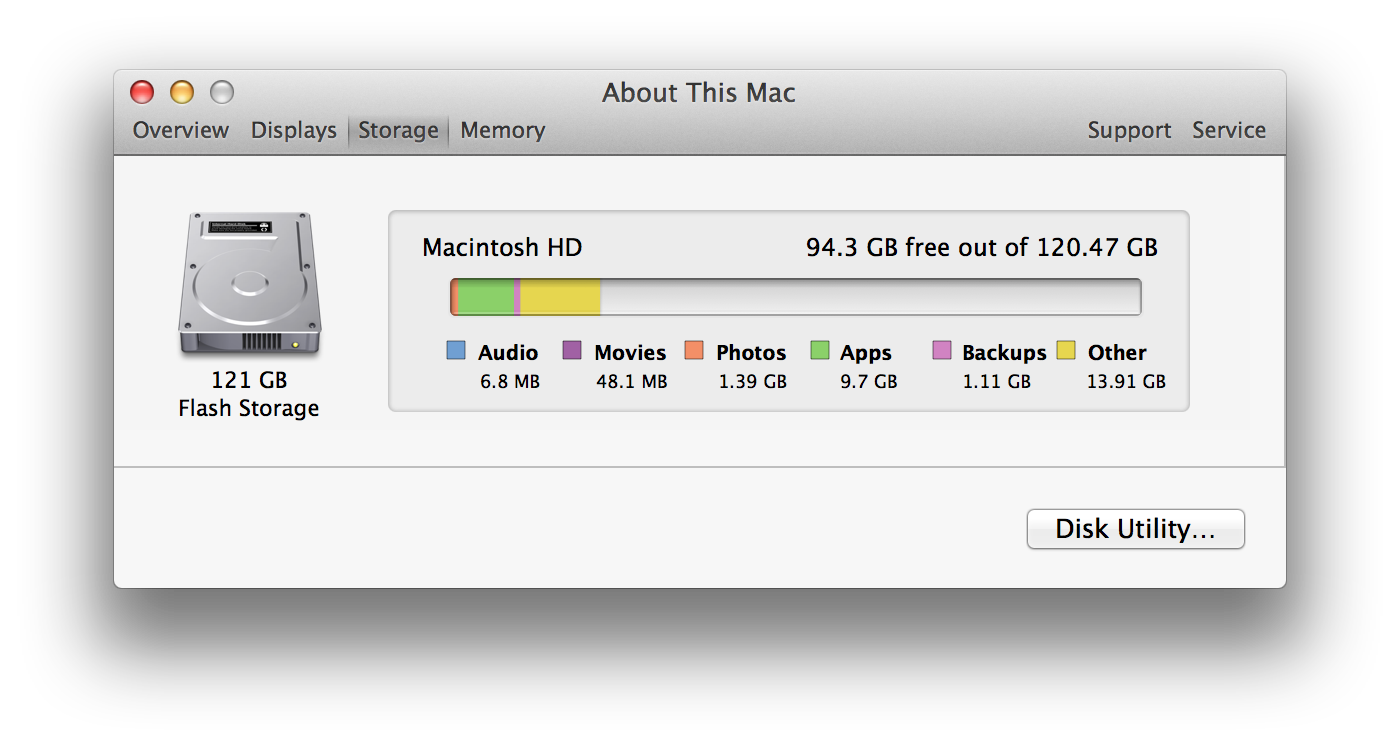 About This Mac
Overview Displays Storage Memory Support Service
Macintosh HD 94.3 GB free out of 120.47 GB
Audio Movies Photos Apps Backups Other
6.8 MB 48.1 MB 1.39 GB 9.7 GB 1.11 GB 13.91 GB
121 GB
Flash Storage
Disk Utility...